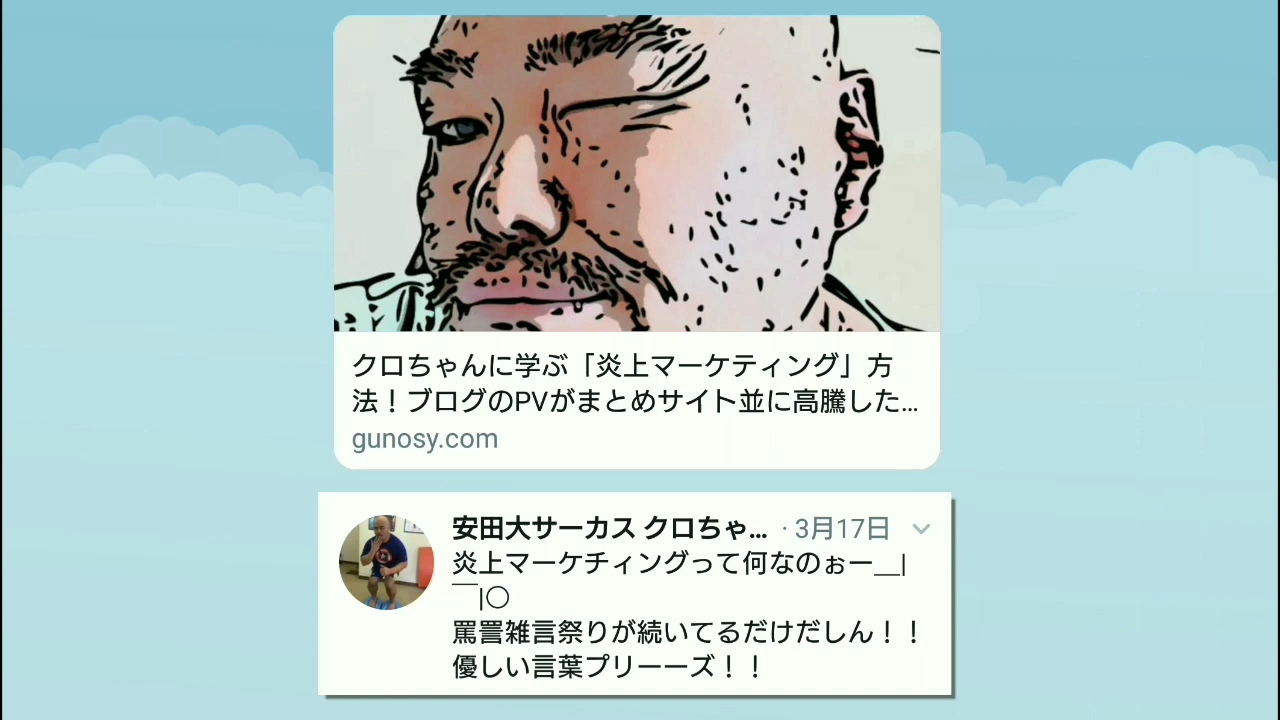 クロちゃんに学ぶ「炎上マーケティング」方
法！ブログのPVがまとめサイト並に高騰した…
gunosy.com
安田大サーカス クロちゃ… ・3月17日
炎上マーケチィングって何なのぉー__|
￣|〇
罵詈雑言祭りが続いてるだけだしん！！
優しい言葉プリーーズ！！